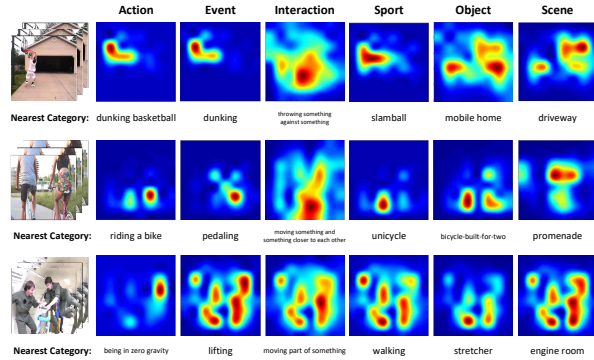 Action Event Interaction Sport Object Scene
Nearest Category: dunking basketball dunking throwing something against something slamball mobile home driveway
Nearest Category: riding a bike pedaling moving something and something closer to each other unicycle bicycle-built-for-two promenade
Nearest Category: being in zero gravity lifting moving part of something walking stretcher engine room